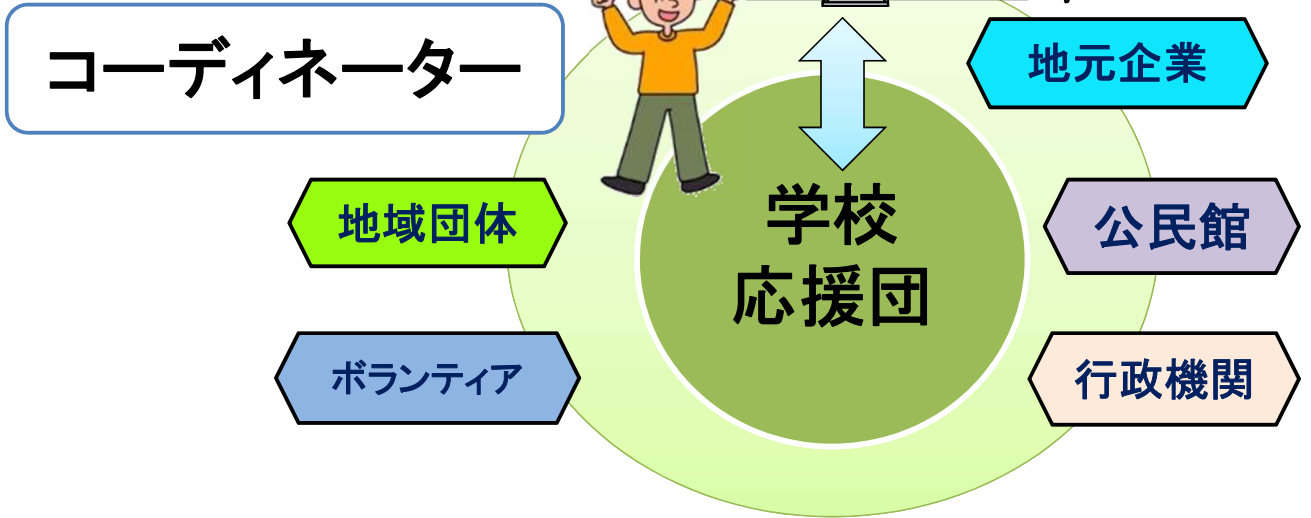 コーディネーター
地元企業
地域団体
学校
応援団
公民館
ボランティア
行政機関